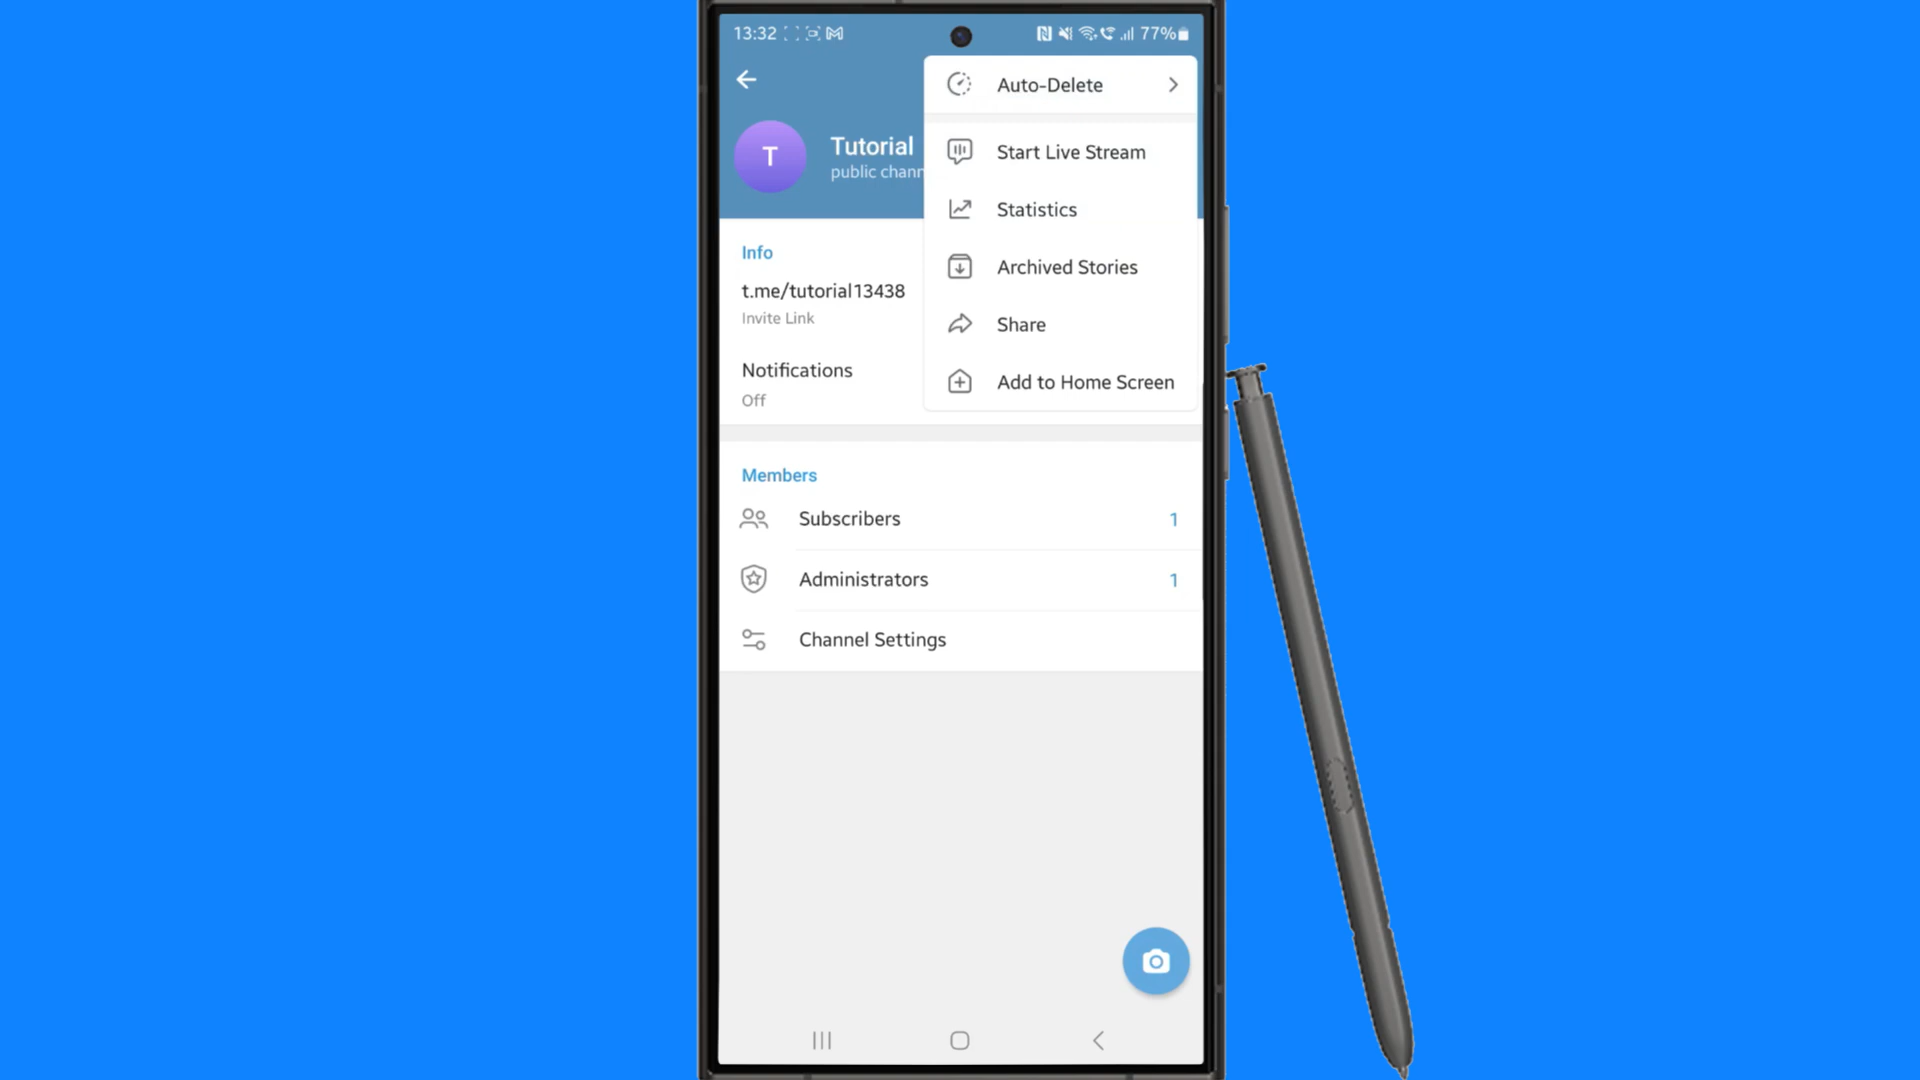 13:32 77%
Auto-Delete
T
Tutorial
public chann
Start Live Stream
Statistics
Info
Archived Stories
t.me/tutorial13438
Invite Link
Share
Notifications
Off
Add to Home Screen
Members
Subscribers 1
Administrators 1
Channel Settings